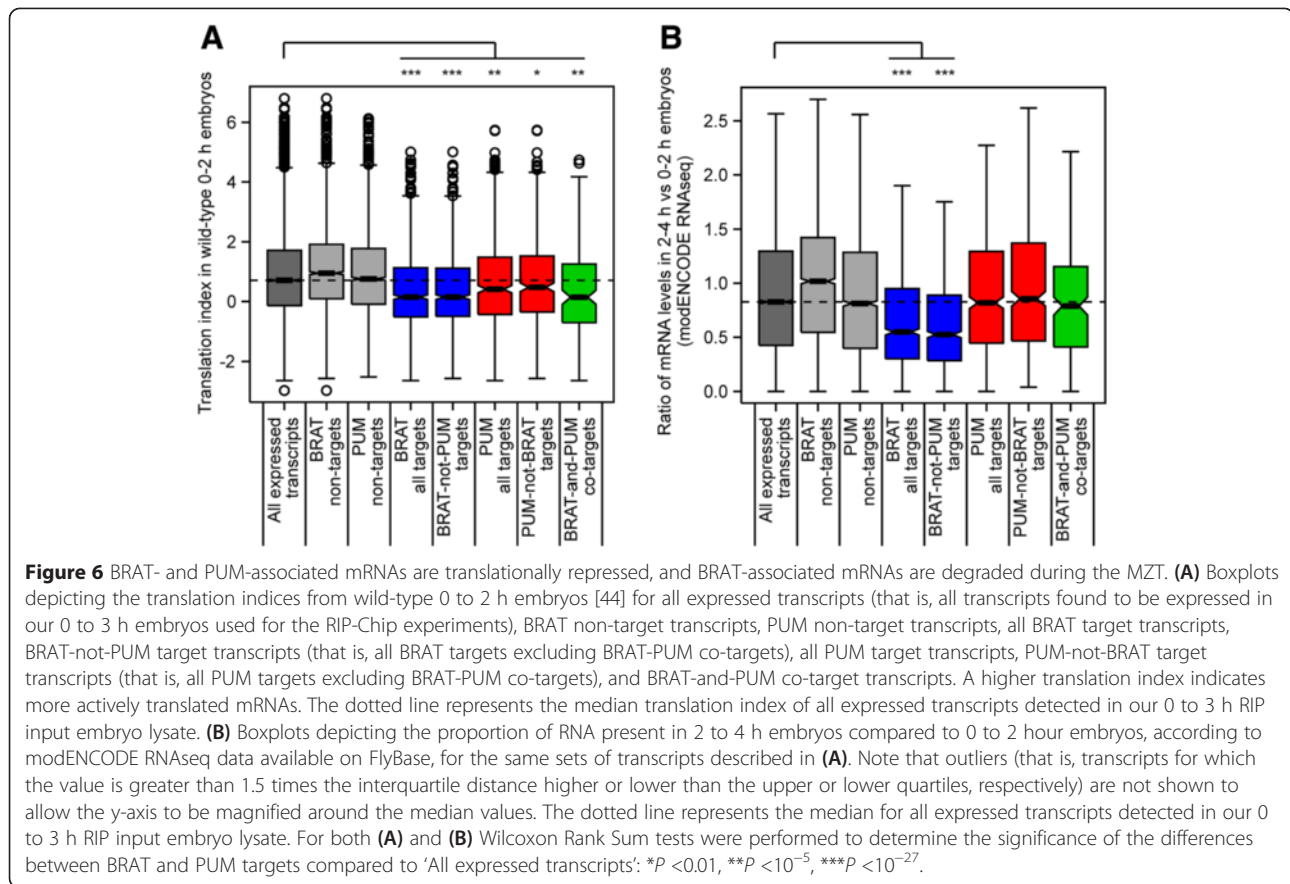 A
*** *** ** * **
Translation index in wild-type 0-2 h embryos
6
4
2
0
-2
All expressed
transcripts
BRAT
non-targets
PUM
non-targets
BRAT
all targets
BRAT-not-PUM
targets
PUM
all targets
PUM-not-BRAT
targets
BRAT-and-PUM
co-targets
B
*** ***
Ratio of mRNA levels in 2-4 h vs 0-2 h embryos
(modENCODE RNAseq)
2.5
2.0
1.5
1.0
0.5
0.0
All expressed
transcripts
BRAT
non-targets
PUM
non-targets
BRAT
all targets
BRAT-not-PUM
targets
PUM
all targets
PUM-not-BRAT
targets
BRAT-and-PUM
co-targets
Figure 6 BRAT- and PUM-associated mRNAs are translationally repressed, and BRAT-associated mRNAs are degraded during the MZT. (A) Boxplots
depicting the translation indices from wild-type 0 to 2 h embryos [44] for all expressed transcripts (that is, all transcripts found to be expressed in
our 0 to 3 h embryos used for the RIP-Chip experiments), BRAT non-target transcripts, PUM non-target transcripts, all BRAT target transcripts,
BRAT-not-PUM target transcripts (that is, all BRAT targets excluding BRAT-PUM co-targets), all PUM target transcripts, PUM-not-BRAT target
transcripts (that is, all PUM targets excluding BRAT-PUM co-targets), and BRAT-and-PUM co-target transcripts. A higher translation index indicates
more actively translated mRNAs. The dotted line represents the median translation index of all expressed transcripts detected in our 0 to 3 h RIP
input embryo lysate. (B) Boxplots depicting the proportion of RNA present in 2 to 4 h embryos compared to 0 to 2 hour embryos, according to
modENCODE RNAseq data available on FlyBase, for the same sets of transcripts described in (A). Note that outliers (that is, transcripts for which
the value is greater than 1.5 times the interquartile distance higher or lower than the upper or lower quartiles, respectively) are not shown to
allow the y-axis to be magnified around the median values. The dotted line represents the median for all expressed transcripts detected in our 0
to 3 h RIP input embryo lysate. For both (A) and (B) Wilcoxon Rank Sum tests were performed to determine the significance of the differences
between BRAT and PUM targets compared to ‘All expressed transcripts’: *P <0.01, **P <10⁻⁵, ***P <10⁻²⁷.